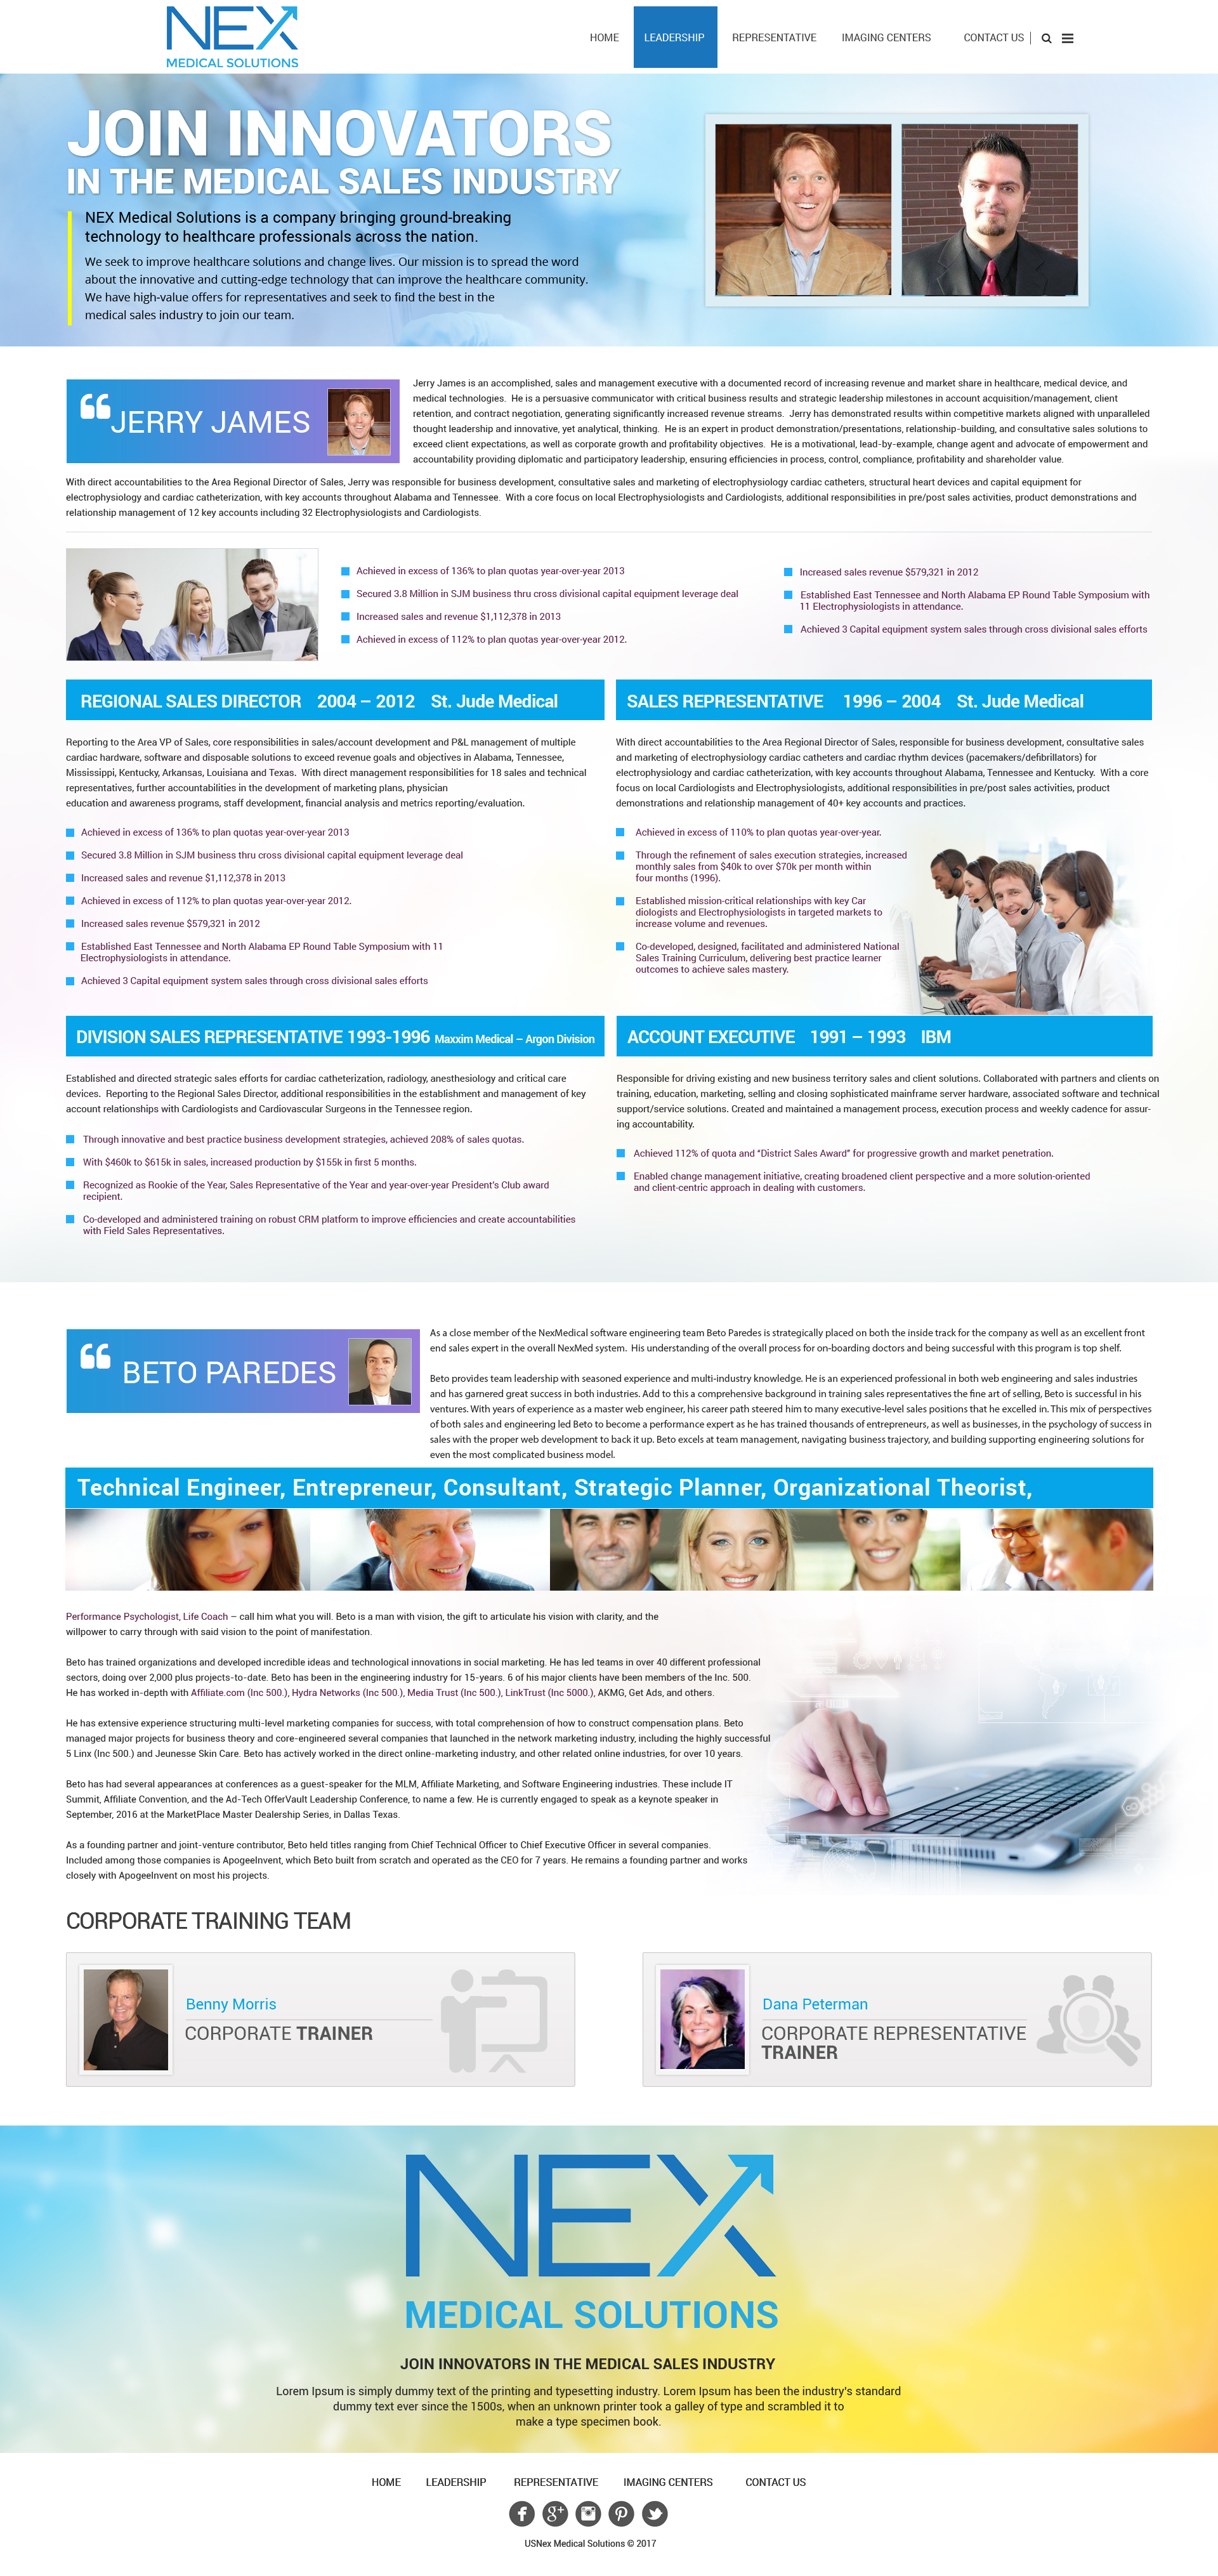 NEX
MEDICAL SOLUTIONS
HOME
LEADERSHIP
REPRESENTATIVE
IMAGING CENTERS
CONTACT US
JOIN INNOVATORS
IN THE MEDICAL SALES INDUSTRY
NEX Medical Solutions is a company bringing ground-breaking
technology to healthcare professionals across the nation.
We seek to improve healthcare solutions and change lives. Our mission is to spread the word
about the innovative and cutting-edge technology that can improve the healthcare community.
We have high-value offers for representatives and seek to find the best in the
medical sales industry to join our team.
JERRY JAMES
Jerry James is an accomplished, sales and management executive with a documented record of increasing revenue and market share in healthcare, medical device, and
medical technologies. He is a persuasive communicator with critical business results and strategic leadership milestones in account acquisition/management, client
retention, and contract negotiation, generating significantly increased revenue streams. Jerry has demonstrated results within competitive markets aligned with unparalleled
thought leadership and innovative, yet analytical, thinking. He is an expert in product demonstration/presentations, relationship-building, and consultative sales solutions to
exceed client expectations, as well as corporate growth and profitability objectives. He is a motivational, lead-by-example, change agent and advocate of empowerment and
accountability providing diplomatic and participatory leadership, ensuring efficiencies in process, control, compliance, profitability and shareholder value.
With direct accountabilities to the Area Regional Director of Sales, Jerry was responsible for business development, consultative sales and marketing of electrophysiology cardiac catheters, structural heart devices and capital equipment for
electrophysiology and cardiac catheterization, with key accounts throughout Alabama and Tennessee. With a core focus on local Electrophysiologists and Cardiologists, additional responsibilities in pre/post sales activities, product demonstrations and
relationship management of 12 key accounts including 32 Electrophysiologists and Cardiologists.
Achieved in excess of 136% to plan quotas year-over-year 2013
Secured 3.8 Million in SJM business thru cross divisional capital equipment leverage deal
Increased sales and revenue $1,112,378 in 2013
Achieved in excess of 112% to plan quotas year-over-year 2012.
Increased sales revenue $579,321 in 2012
Established East Tennessee and North Alabama EP Round Table Symposium with
11 Electrophysiologists in attendance.
Achieved 3 Capital equipment system sales through cross divisional sales efforts
REGIONAL SALES DIRECTOR 2004 – 2012 St. Jude Medical
Reporting to the Area VP of Sales, core responsibilities in sales/account development and P&L management of multiple
cardiac hardware, software and disposable solutions to exceed revenue goals and objectives in Alabama, Tennessee,
Mississippi, Kentucky, Arkansas, Louisiana and Texas. With direct management responsibilities for 18 sales and technical
representatives, further accountabilities in the development of marketing plans, physician
education and awareness programs, staff development, financial analysis and metrics reporting/evaluation.
Achieved in excess of 136% to plan quotas year-over-year 2013
Secured 3.8 Million in SJM business thru cross divisional capital equipment leverage deal
Increased sales and revenue $1,112,378 in 2013
Achieved in excess of 112% to plan quotas year-over-year 2012.
Increased sales revenue $579,321 in 2012
Established East Tennessee and North Alabama EP Round Table Symposium with 11
Electrophysiologists in attendance.
Achieved 3 Capital equipment system sales through cross divisional sales efforts
SALES REPRESENTATIVE 1996 – 2004 St. Jude Medical
With direct accountabilities to the Area Regional Director of Sales, responsible for business development, consultative sales
and marketing of electrophysiology cardiac catheters and cardiac rhythm devices (pacemakers/defibrillators) for
electrophysiology and cardiac catheterization, with key accounts throughout Alabama, Tennessee and Kentucky. With a core
focus on local Cardiologists and Electrophysiologists, additional responsibilities in pre/post sales activities, product
demonstrations and relationship management of 40+ key accounts and practices.
Achieved in excess of 110% to plan quotas year-over-year.
Through the refinement of sales execution strategies, increased
monthly sales from $40k to over $70k per month within
four months (1996).
Established mission-critical relationships with key Car
diologists and Electrophysiologists in targeted markets to
increase volume and revenues.
Co-developed, designed, facilitated and administered National
Sales Training Curriculum, delivering best practice learner
outcomes to achieve sales mastery.
DIVISION SALES REPRESENTATIVE 1993-1996 Maxxim Medical – Argon Division
Established and directed strategic sales efforts for cardiac catheterization, radiology, anesthesiology and critical care
devices. Reporting to the Regional Sales Director, additional responsibilities in the establishment and management of key
account relationships with Cardiologists and Cardiovascular Surgeons in the Tennessee region.
Through innovative and best practice business development strategies, achieved 208% of sales quotas.
With $460k to $615k in sales, increased production by $155k in first 5 months.
Recognized as Rookie of the Year, Sales Representative of the Year and year-over-year President's Club award
recipient.
Co-developed and administered training on robust CRM platform to improve efficiencies and create accountabilities
with Field Sales Representatives.
ACCOUNT EXECUTIVE 1991 – 1993 IBM
Responsible for driving existing and new business territory sales and client solutions. Collaborated with partners and clients on
training, education, marketing, selling and closing sophisticated mainframe server hardware, associated software and technical
support/service solutions. Created and maintained a management process, execution process and weekly cadence for assur-
ing accountability.
Achieved 112% of quota and “District Sales Award” for progressive growth and market penetration.
Enabled change management initiative, creating broadened client perspective and a more solution-oriented
and client-centric approach in dealing with customers.
BETO PAREDES
As a close member of the NexMedical software engineering team Beto Paredes is strategically placed on both the inside track for the company as well as an excellent front
end sales expert in the overall NexMed system. His understanding of the overall process for on-boarding doctors and being successful with this program is top shelf.
Beto provides team leadership with seasoned experience and multi-industry knowledge. He is an experienced professional in both web engineering and sales industries
and has garnered great success in both industries. Add to this a comprehensive background in training sales representatives the fine art of selling, Beto is successful in his
ventures. With years of experience as a master web engineer, his career path steered him to many executive-level sales positions that he excelled in. This mix of perspectives
of both sales and engineering led Beto to become a performance expert as he has trained thousands of entrepreneurs, as well as businesses, in the psychology of success in
sales with the proper web development to back it up. Beto excels at team management, navigating business trajectory, and building supporting engineering solutions for
even the most complicated business model.
Technical Engineer, Entrepreneur, Consultant, Strategic Planner, Organizational Theorist,
Performance Psychologist, Life Coach – call him what you will. Beto is a man with vision, the gift to articulate his vision with clarity, and the
willpower to carry through with said vision to the point of manifestation.
Beto has trained organizations and developed incredible ideas and technological innovations in social marketing. He has led teams in over 40 different professional
sectors, doing over 2,000 plus projects-to-date. Beto has been in the engineering industry for 15-years. 6 of his major clients have been members of the Inc. 500.
He has worked in-depth with Affiliate.com (Inc 500.), Hydra Networks (Inc 500.), Media Trust (Inc 500.), LinkTrust (Inc 5000.), AKMG, Get Ads, and others.
He has extensive experience structuring multi-level marketing companies for success, with total comprehension of how to construct compensation plans. Beto
managed major projects for business theory and core-engineered several companies that launched in the network marketing industry, including the highly successful
5 Linx (Inc 500.) and Jeunesse Skin Care. Beto has actively worked in the direct online-marketing industry, and other related online industries, for over 10 years.
Beto has had several appearances at conferences as a guest-speaker for the MLM, Affiliate Marketing, and Software Engineering industries. These include IT
Summit, Affiliate Convention, and the Ad-Tech OfferVault Leadership Conference, to name a few. He is currently engaged to speak as a keynote speaker in
September, 2016 at the MarketPlace Master Dealership Series, in Dallas Texas.
As a founding partner and joint-venture contributor, Beto held titles ranging from Chief Technical Officer to Chief Executive Officer in several companies.
Included among those companies is ApogeeInvent, which Beto built from scratch and operated as the CEO for 7 years. He remains a founding partner and works
closely with ApogeeInvent on most his projects.
CORPORATE TRAINING TEAM
Benny Morris
CORPORATE TRAINER
Dana Peterman
CORPORATE REPRESENTATIVE
TRAINER
NEX
MEDICAL SOLUTIONS
JOIN INNOVATORS IN THE MEDICAL SALES INDUSTRY
Lorem Ipsum is simply dummy text of the printing and typesetting industry. Lorem Ipsum has been the industry's standard
dummy text ever since the 1500s, when an unknown printer took a galley of type and scrambled it to
make a type specimen book.
HOME
LEADERSHIP
REPRESENTATIVE
IMAGING CENTERS
CONTACT US
USNex Medical Solutions © 2017